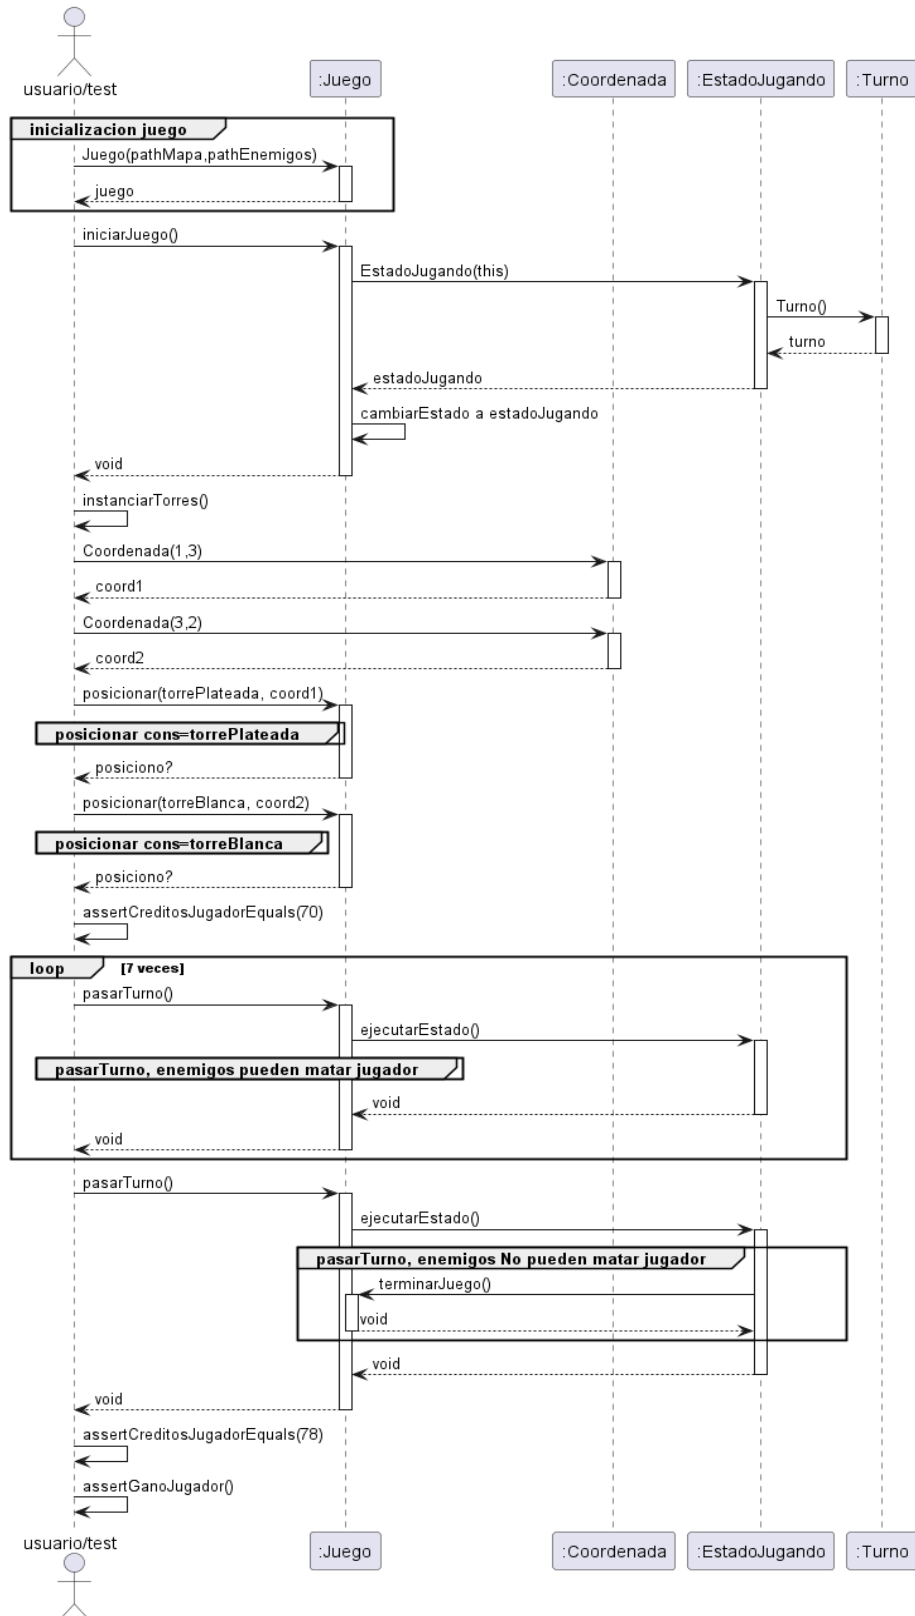 usuario/test
:Juego
:Coordenada
:EstadoJugando
:Turno
inicializacion juego
Juego(pathMapa,pathEnemigos)
juego
iniciarJuego()
EstadoJugando(this)
Turno()
turno
estadoJugando
cambiarEstado a estadoJugando
void
instanciarTorres()
Coordenada(1,3)
coord1
Coordenada(3,2)
coord2
posicionar(torrePlateada, coord1)
posicionar cons=torrePlateada
posiciono?
posicionar(torreBlanca, coord2)
posicionar cons=torreBlanca
posiciono?
assertCreditosJugadorEquals(70)
loop [7 veces]
pasarTurno()
ejecutarEstado()
pasarTurno, enemigos pueden matar jugador
void
void
pasarTurno()
ejecutarEstado()
pasarTurno, enemigos No pueden matar jugador
terminarJuego()
void
void
void
assertCreditosJugadorEquals(78)
assertGanoJugador()
usuario/test
:Juego
:Coordenada
:EstadoJugando
:Turno